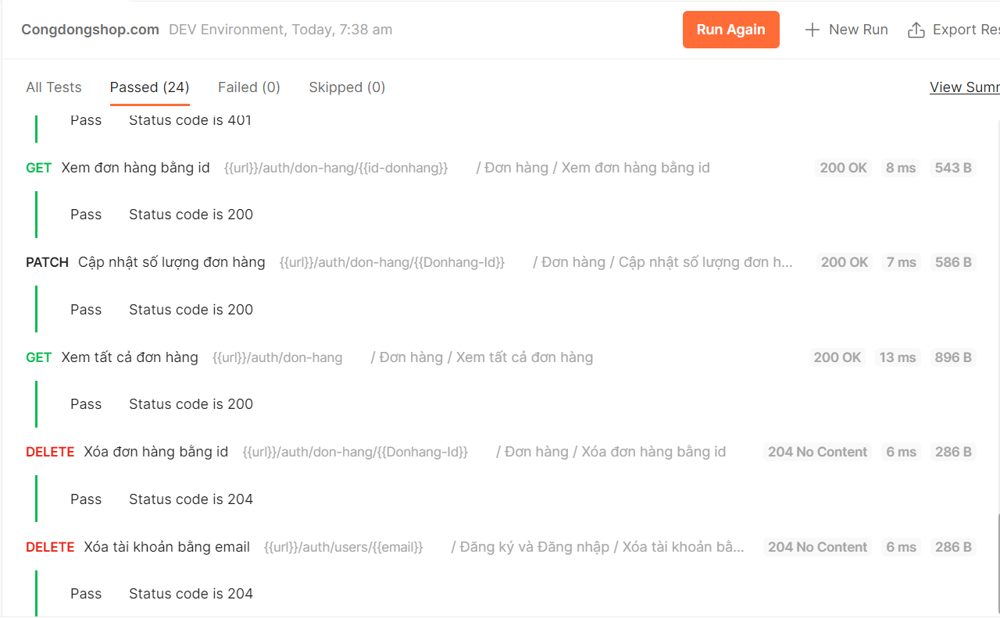 Congdongshop.com DEV Environment, Today, 7:38 am Run Again New Run Export Res
All Tests Passed (24) Failed (0) Skipped (0) View Summ
Pass Status code is 401
GET Xem đơn hàng bằng id {{url}}/auth/don-hang/{{id-donhang}} / Đơn hàng / Xem đơn hàng bằng id 200 OK 8 ms 543 B
Pass Status code is 200
PATCH Cập nhật số lượng đơn hàng {{url}}/auth/don-hang/{{Donhang-Id}} / Đơn hàng / Cập nhật số lượng đơn h... 200 OK 7 ms 586 B
Pass Status code is 200
GET Xem tất cả đơn hàng {{url}}/auth/don-hang / Đơn hàng / Xem tất cả đơn hàng 200 OK 13 ms 896 B
Pass Status code is 200
DELETE Xóa đơn hàng bằng id {{url}}/auth/don-hang/{{Donhang-Id}} / Đơn hàng / Xóa đơn hàng bằng id 204 No Content 6 ms 286 B
Pass Status code is 204
DELETE Xóa tài khoản bằng email {{url}}/auth/users/{{email}} / Đăng ký và Đăng nhập / Xóa tài khoản bằ... 204 No Content 6 ms 286 B
Pass Status code is 204